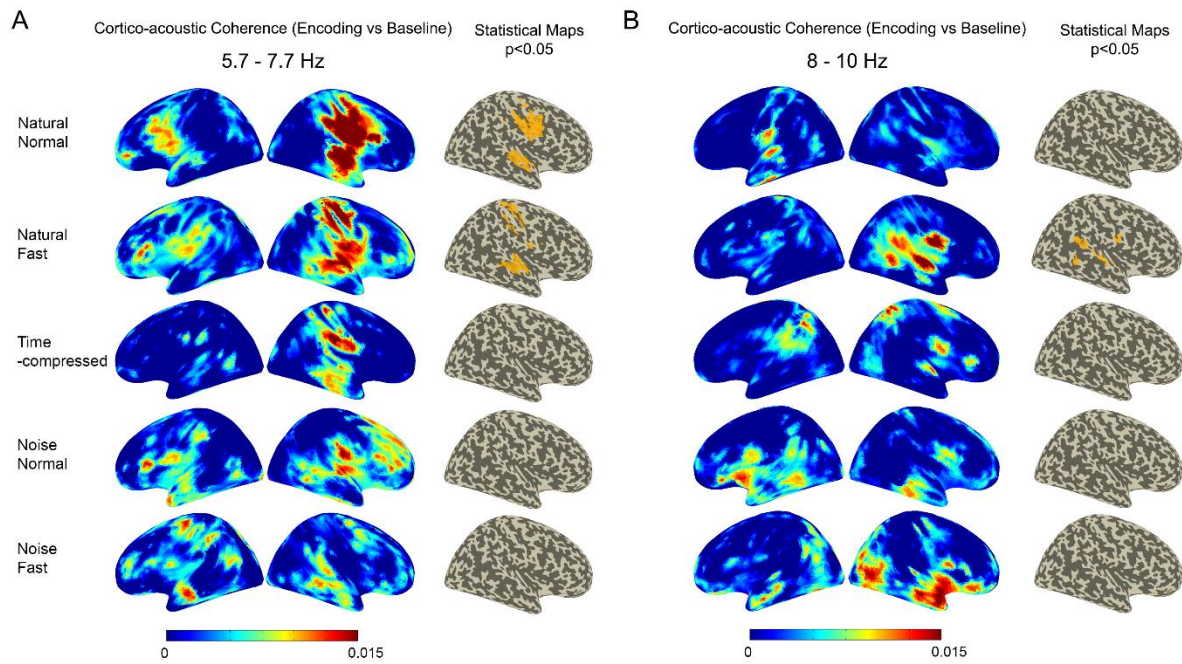 A
Cortico-acoustic Coherence (Encoding vs Baseline)
5.7 - 7.7 Hz
Statistical Maps
p<0.05
B
Cortico-acoustic Coherence (Encoding vs Baseline)
8 - 10 Hz
Statistical Maps
p<0.05
Natural
Normal
Natural
Fast
Time
-compressed
Noise
Normal
Noise
Fast
0
0.015
0
0.015